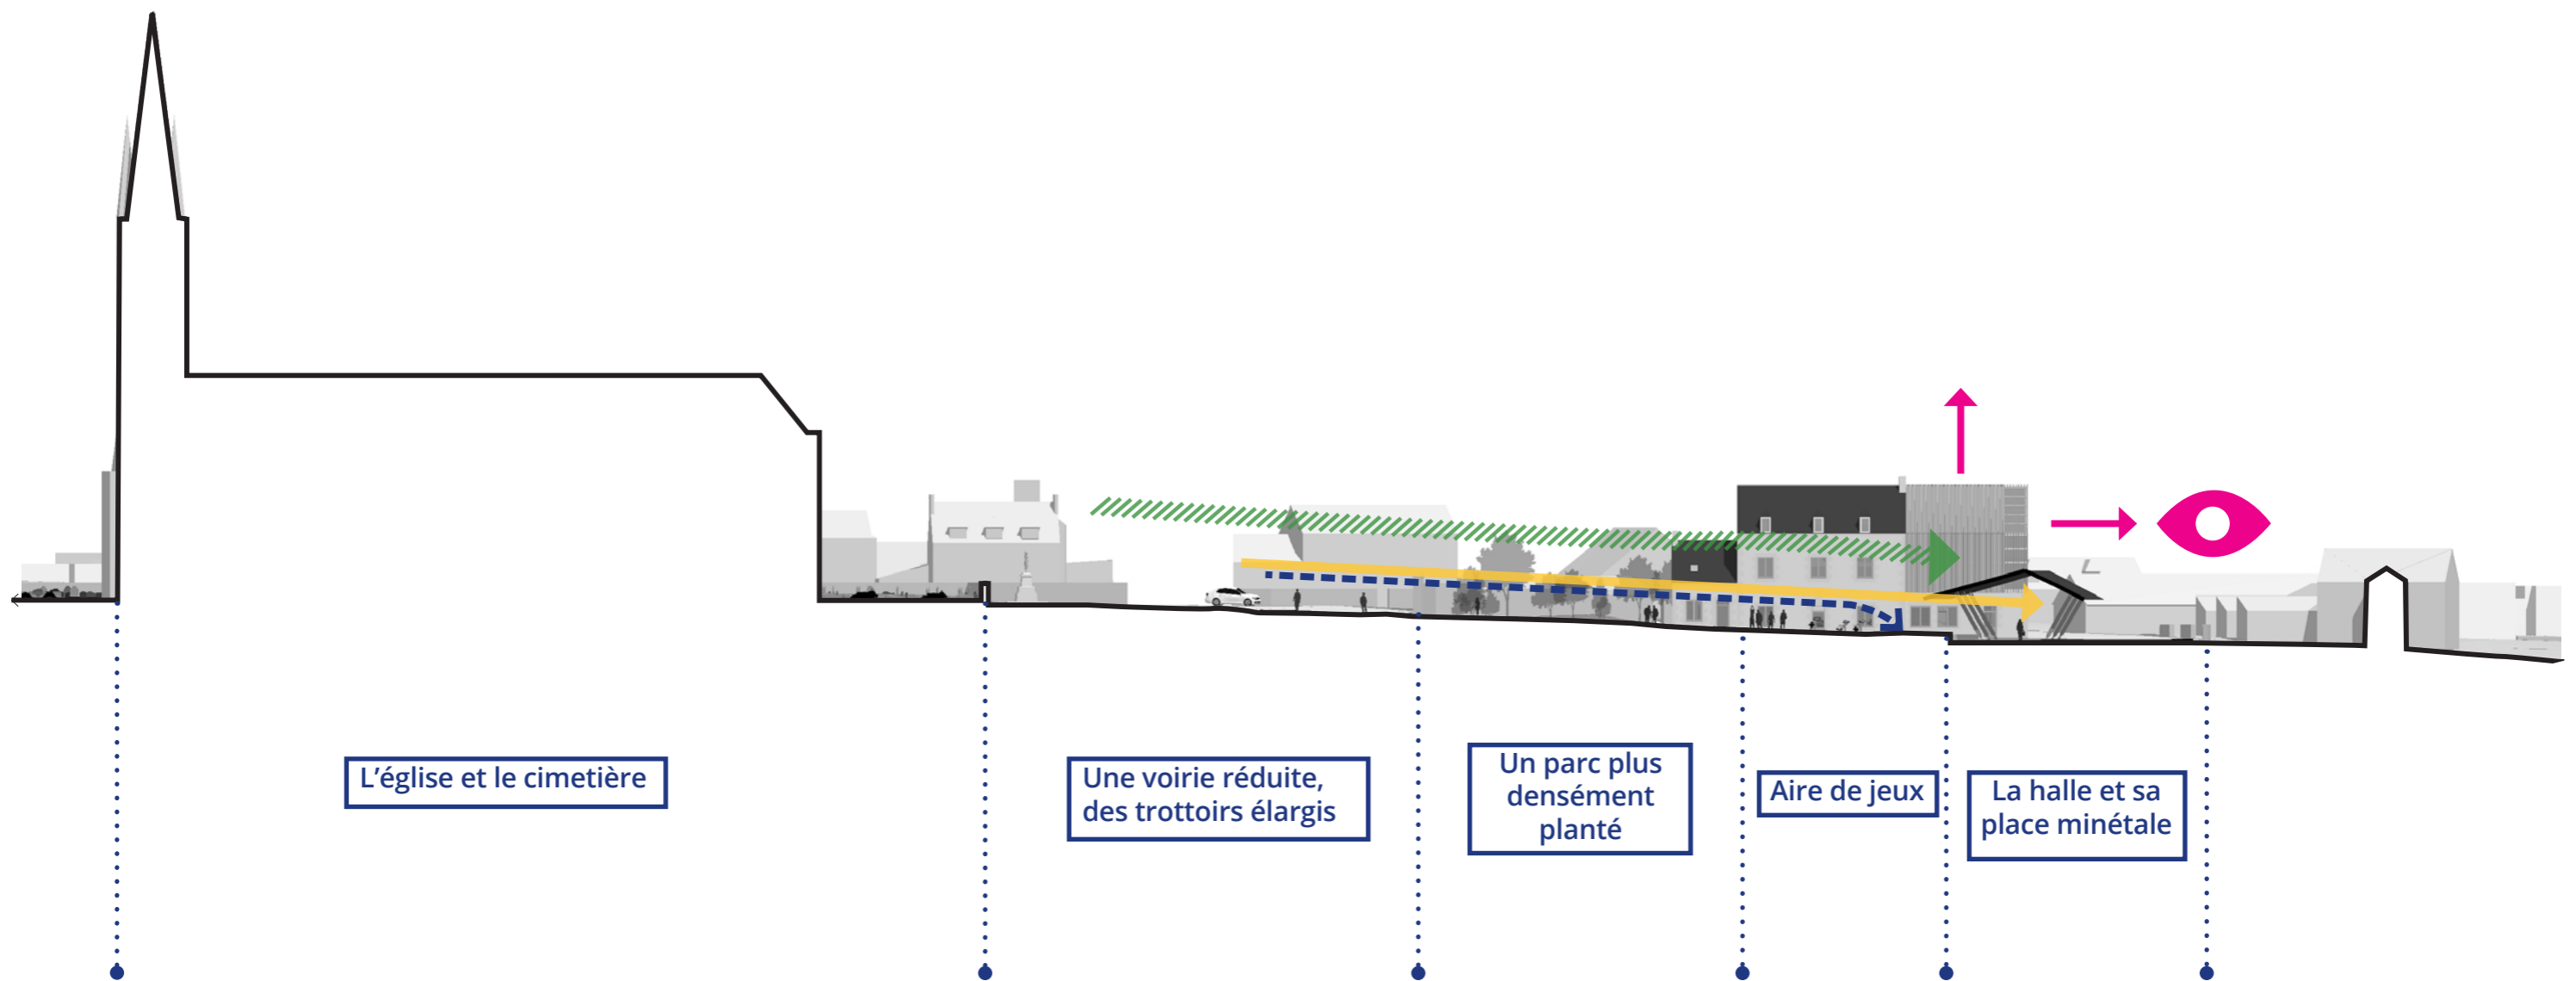 L’église et le cimetière
Une voirie réduite,
des trottoirs élargis
Un parc plus
densément
planté
Aire de jeux
La halle et sa
place minétale